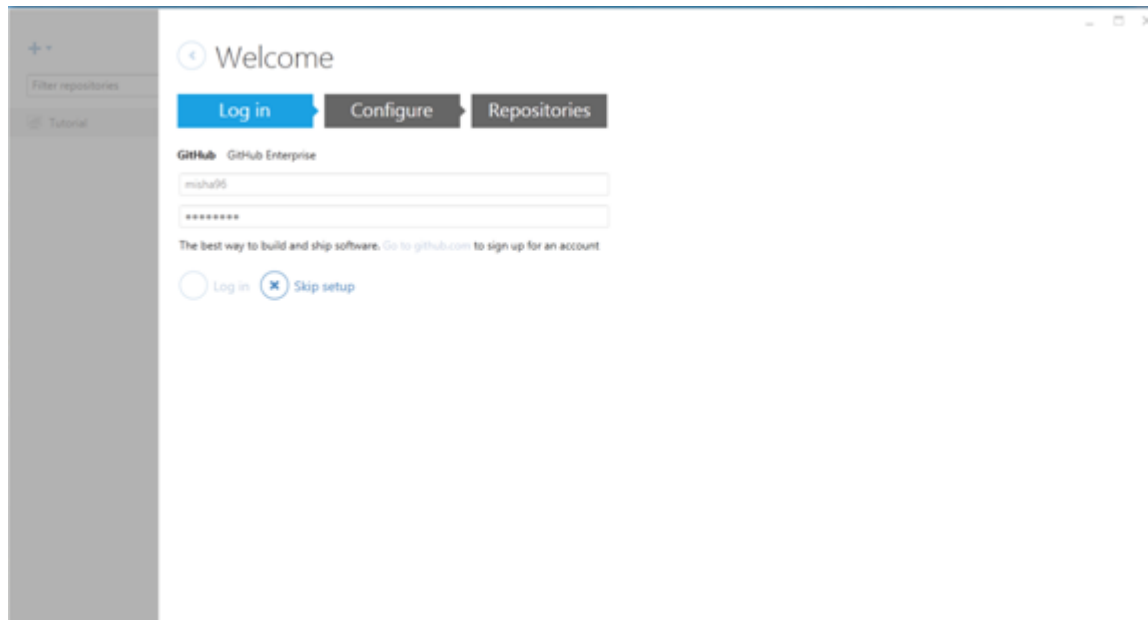 Welcome
Filter repositories
Tutorial
Log in Configure Repositories
GitHub GitHub Enterprise
misha96
********
The best way to build and ship software. Go to github.com to sign up for an account
Log in Skip setup